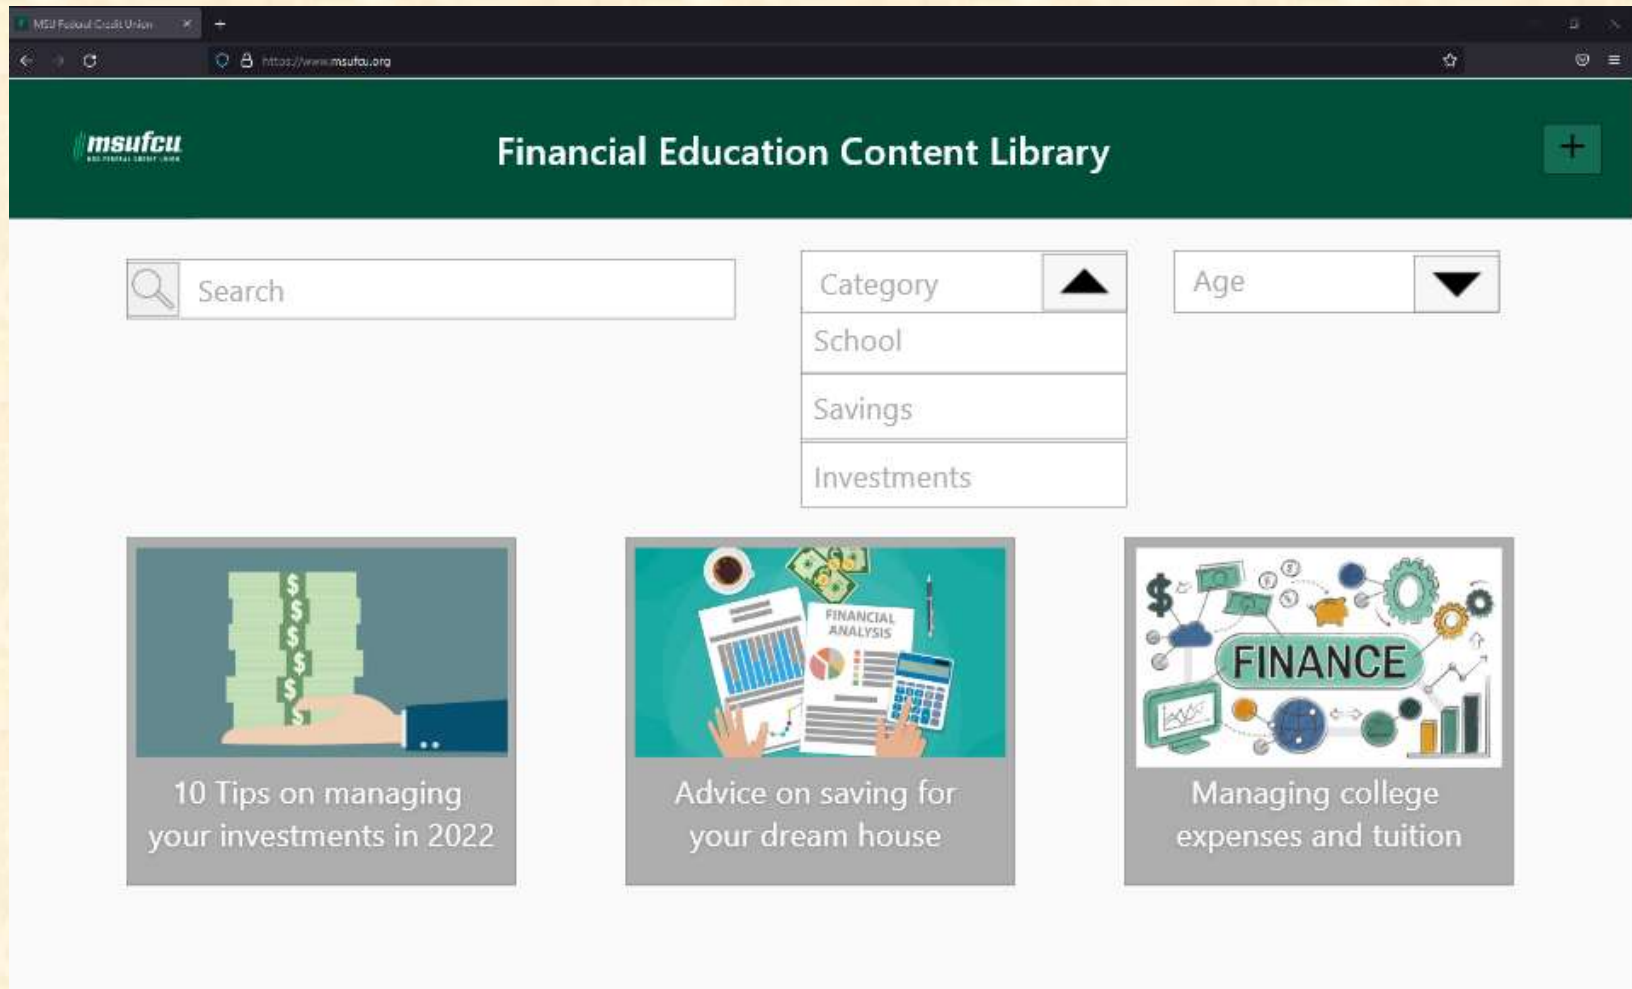 MSU Federal Credit Union
https://www.msufcu.org
msufcu
Financial Education Content Library
+
Search
Category
Age
School
Savings
Investments
$
$
$
$
$
$
10 Tips on managing
your investments in 2022
FINANCIAL
ANALYSIS
Advice on saving for
your dream house
$
FINANCE
Managing college
expenses and tuition